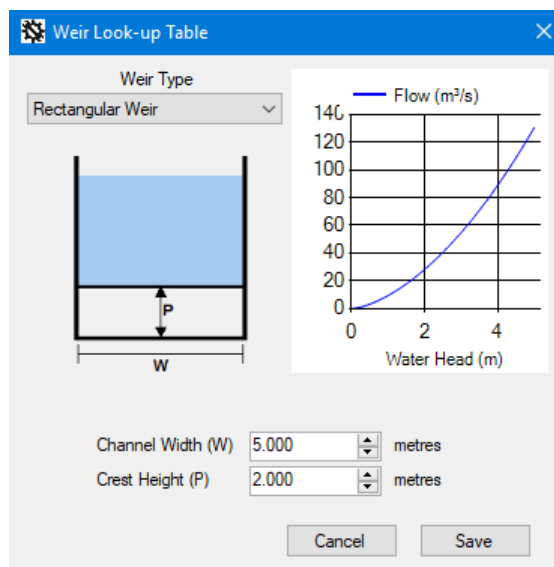 Weir Look-up Table
Weir Type
Rectangular Weir
P
W
Flow (m³/s)
140
120
100
80
60
40
20
0
0 2 4
Water Head (m)
Channel Width (W) 5.000 metres
Crest Height (P) 2.000 metres
Cancel Save